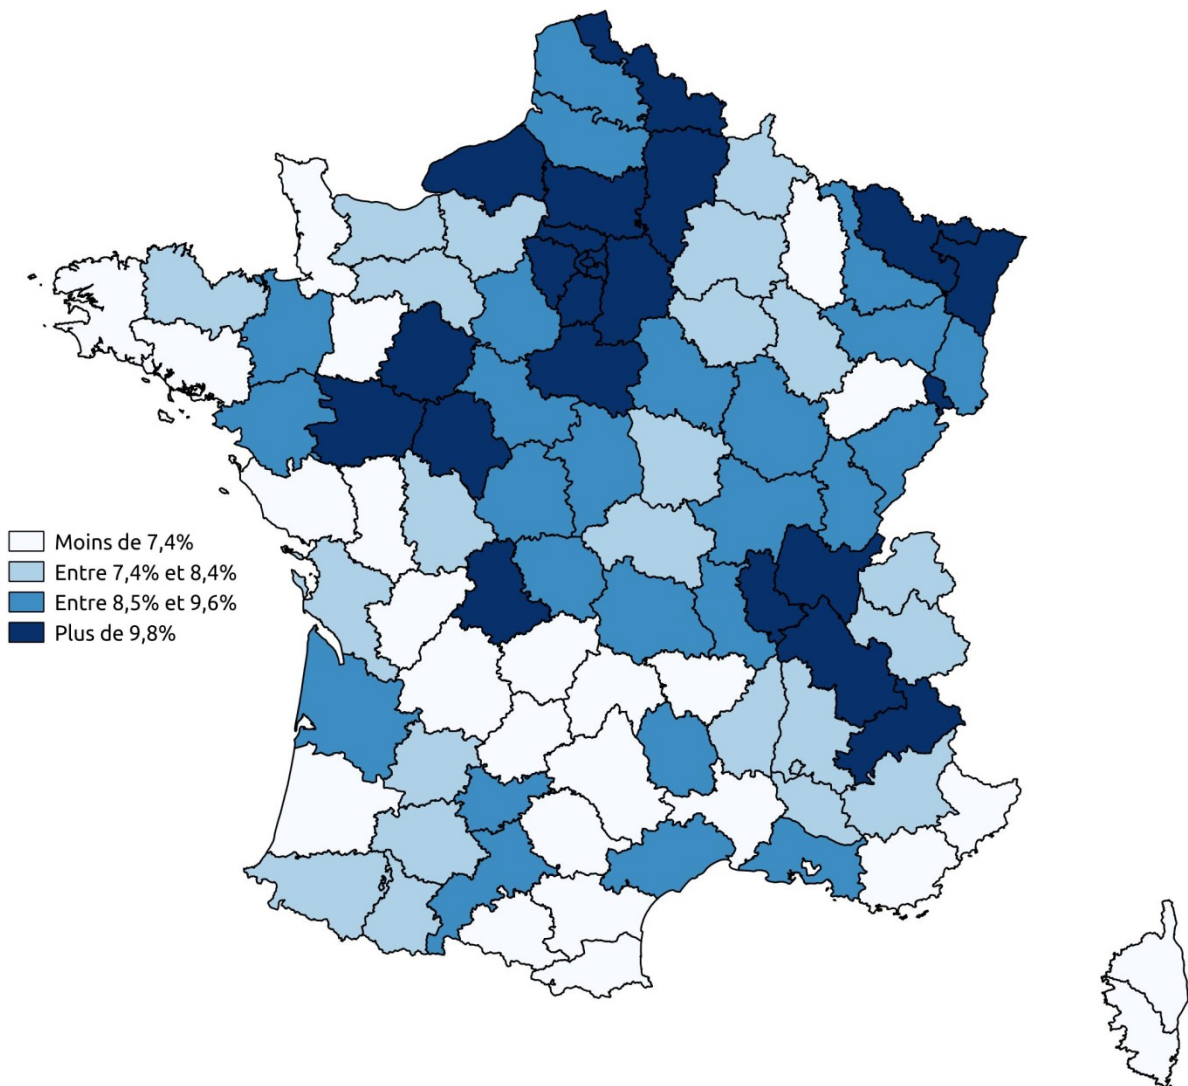 Moins de 7,4%
Entre 7,4% et 8,4%
Entre 8,5% et 9,6%
Plus de 9,8%